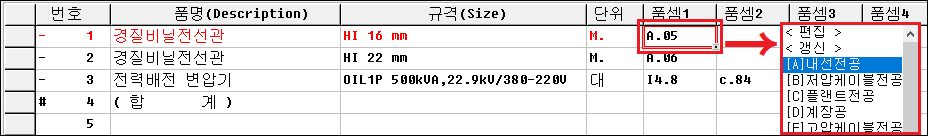 번호 품명(Description) 규격(Size) 단위 품셈1 품셈2 품셈3 품셈4
- 1 경질비닐전선관 HI 16 mm M. A.05
- 2 경질비닐전선관 HI 22 mm M. A.06
- 3 전력배전 변압기 OIL1P 500kVA,22.9kV/380-220V 대 I4.8 c.84
# 4 ( 합 계 )
5
< 편집 >
< 갱신 >
[A]내선전공
[B]저압케이블전공
[C]플랜트전공
[D]계장공
[E]고압케이블전공